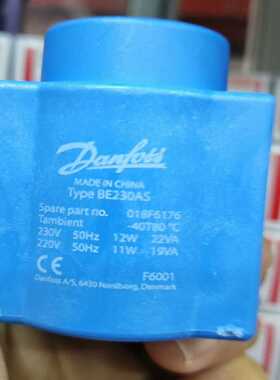 Danfoss
MADE IN CHINA
Type BE230AS
Spare part no. 018F6176
Tambient -40T80 °C
230V 50Hz 12W 22VA
220V 50Hz 11W 19VA
CE F6001
Danfoss A/S, 6430 Nordborg, Denmark